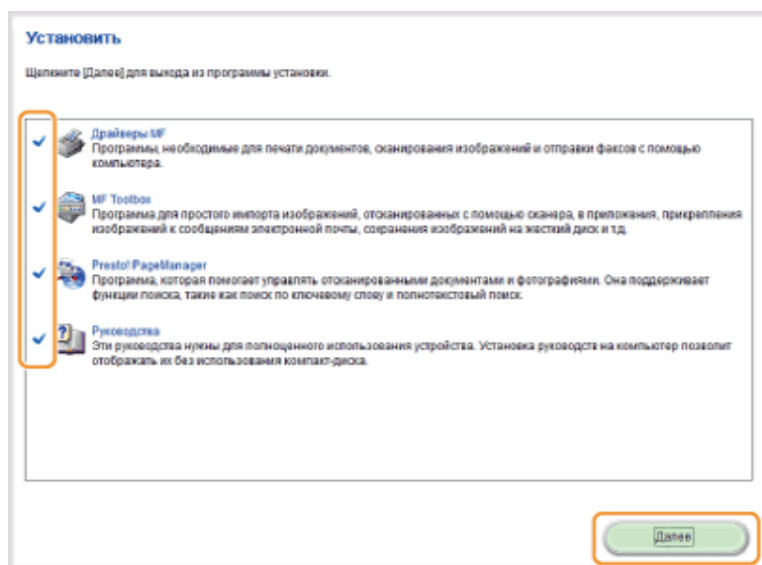 Установить
Щелкните [Далее] для выхода из программы установки.
Драйверы MF
Программы, необходимые для печати документов, сканирования изображений и отправки факсов с помощью
компьютера.
MF Toolbox
Программа для простого импорта изображений, отсканированных с помощью сканера, в приложения, прикрепления
изображений к сообщениям электронной почты, сохранения изображений на жесткий диск и т.д.
Presto! PageManager
Программа, которая помогает управлять отсканированными документами и фотографиями. Она поддерживает
функции поиска, такие как поиск по ключевому слову и полнотекстовый поиск.
Руководства
Эти руководства нужны для полноценного использования устройства. Установка руководств на компьютер позволит
отображать их без использования компакт-диска.
Далее